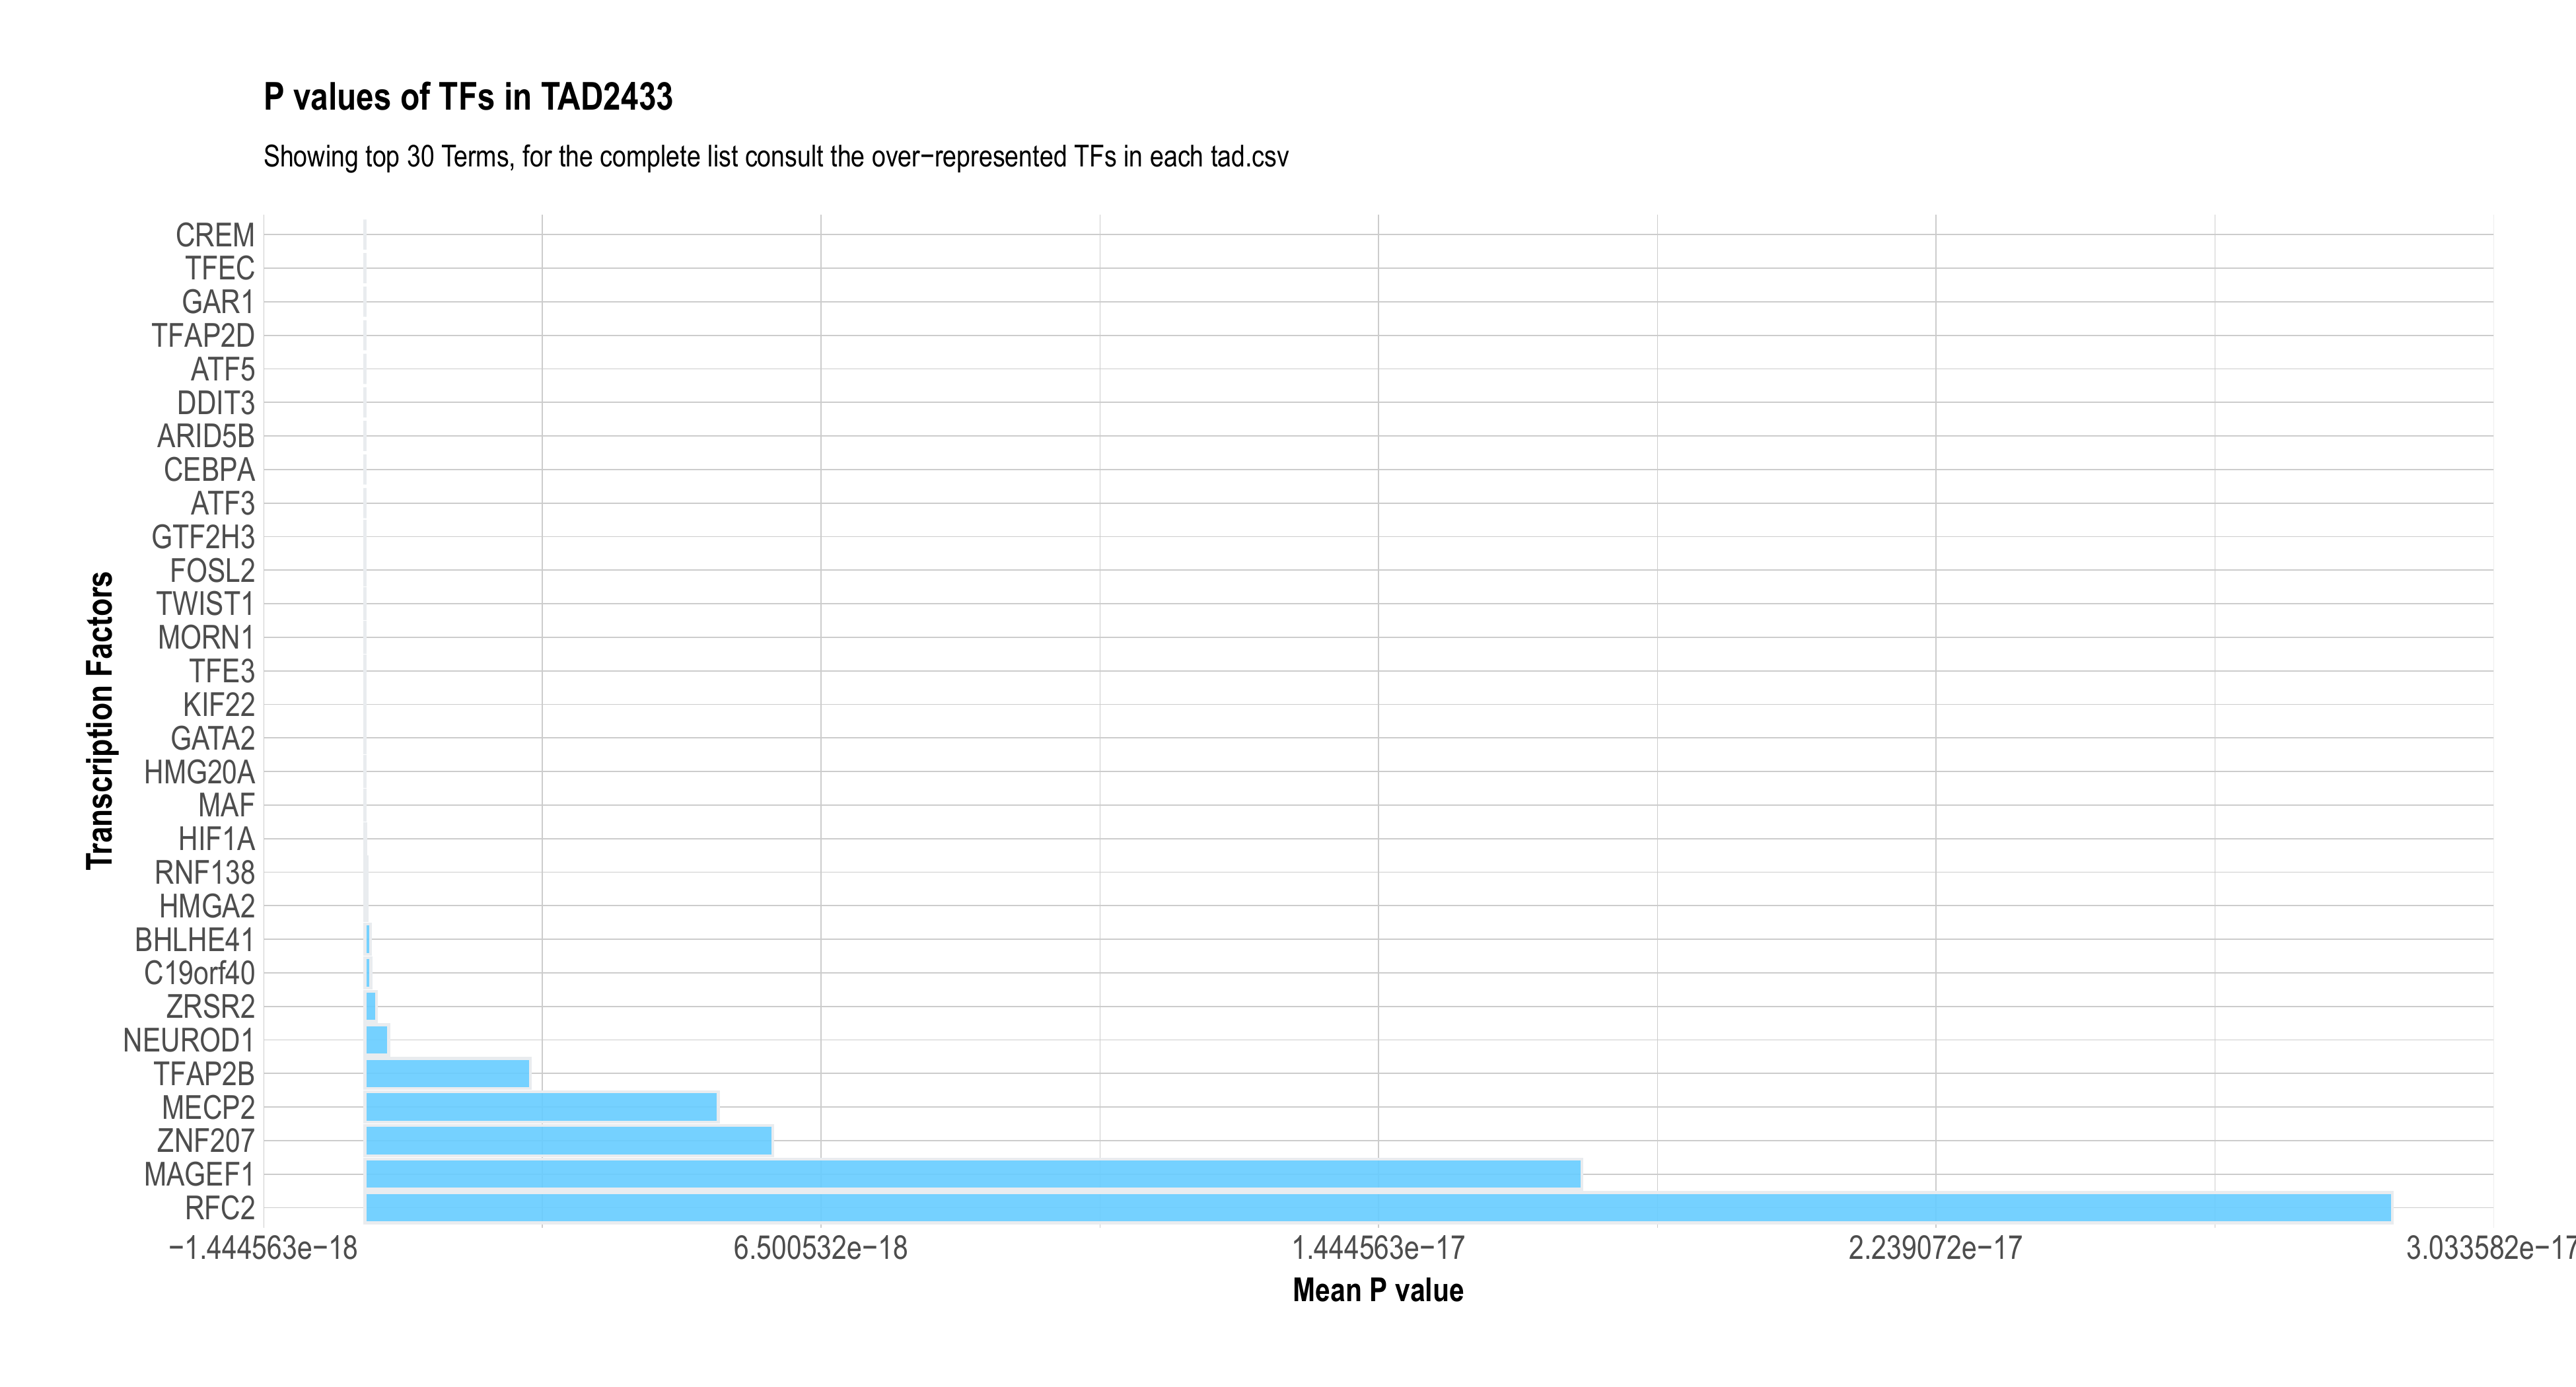 P values of TFs in TAD2433
Showing top 30 Terms, for the complete list consult the over−represented TFs in each tad.csv
Transcription Factors
CREM
TFEC
GAR1
TFAP2D
ATF5
DDIT3
ARID5B
CEBPA
ATF3
GTF2H3
FOSL2
TWIST1
MORN1
TFE3
KIF22
GATA2
HMG20A
MAF
HIF1A
RNF138
HMGA2
BHLHE41
C19orf40
ZRSR2
NEUROD1
TFAP2B
MECP2
ZNF207
MAGEF1
RFC2
−1.444563e−18 6.500532e−18 1.444563e−17 2.239072e−17 3.033582e−17
Mean P value